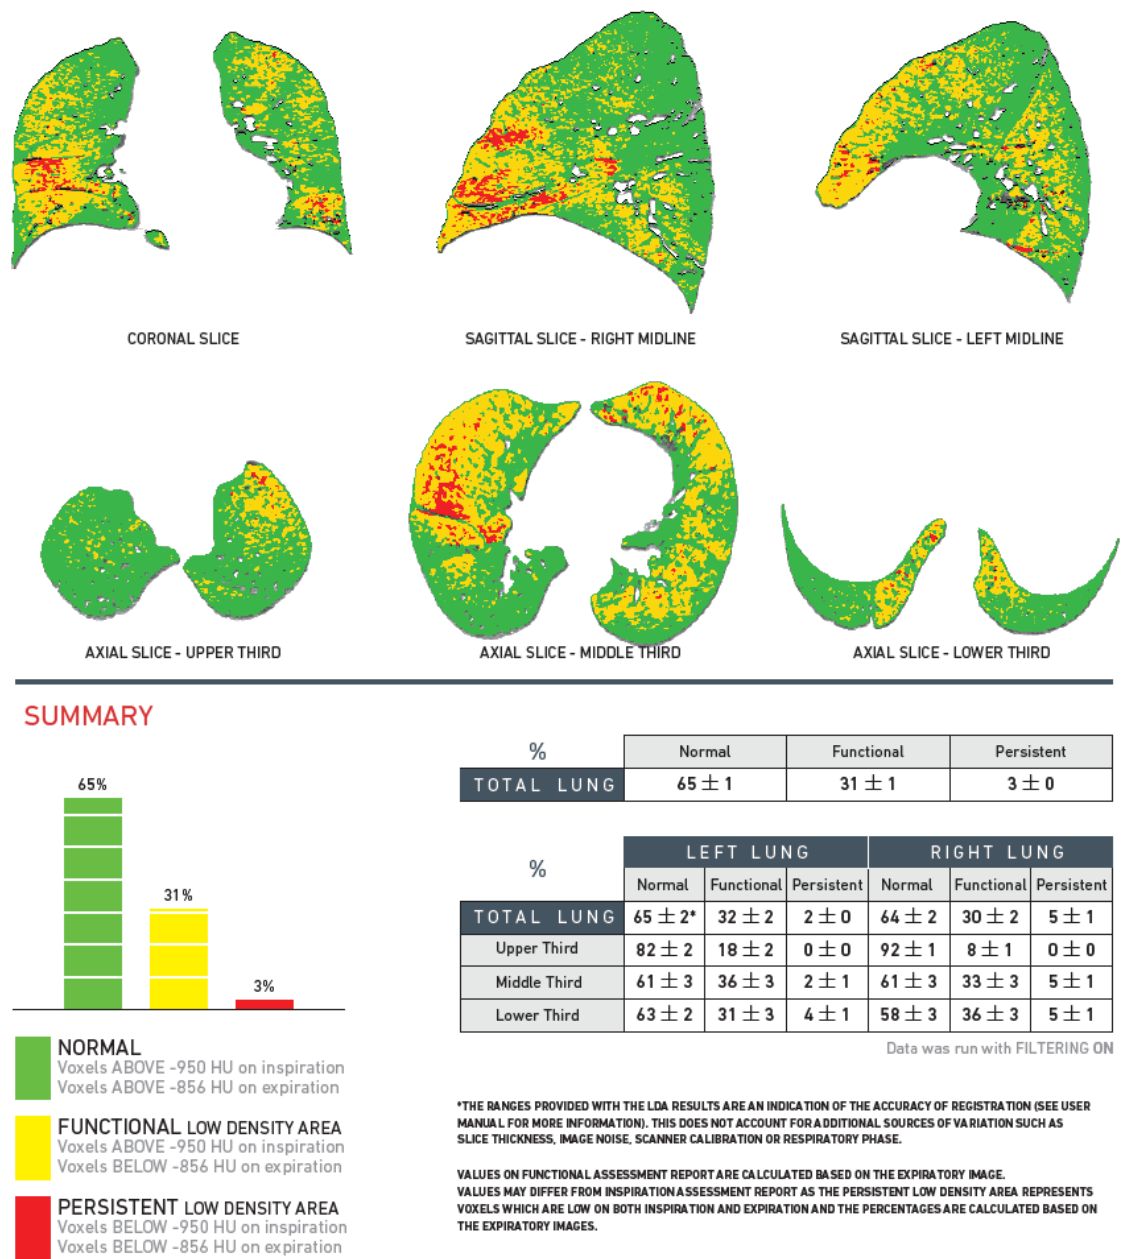 CORONAL SLICE
SAGITTAL SLICE - RIGHT MIDLINE
SAGITTAL SLICE - LEFT MIDLINE
AXIAL SLICE - UPPER THIRD
AXIAL SLICE - MIDDLE THIRD
AXIAL SLICE - LOWER THIRD
SUMMARY
65%
31%
3%
NORMAL
Voxels ABOVE -950 HU on inspiration
Voxels ABOVE -856 HU on expiration
FUNCTIONAL LOW DENSITY AREA
Voxels ABOVE -950 HU on inspiration
Voxels BELOW -856 HU on expiration
PERSISTENT LOW DENSITY AREA
Voxels BELOW -950 HU on inspiration
Voxels BELOW -856 HU on expiration
% Normal Functional Persistent
TOTAL LUNG 65 ± 1 31 ± 1 3 ± 0
% LEFT LUNG RIGHT LUNG
Normal Functional Persistent Normal Functional Persistent
TOTAL LUNG 65 ± 2* 32 ± 2 2 ± 0 64 ± 2 30 ± 2 5 ± 1
Upper Third 82 ± 2 18 ± 2 0 ± 0 92 ± 1 8 ± 1 0 ± 0
Middle Third 61 ± 3 36 ± 3 2 ± 1 61 ± 3 33 ± 3 5 ± 1
Lower Third 63 ± 2 31 ± 3 4 ± 1 58 ± 3 36 ± 3 5 ± 1
Data was run with FILTERING ON
*THE RANGES PROVIDED WITH THE LDA RESULTS ARE AN INDICATION OF THE ACCURACY OF REGISTRATION (SEE USER
MANUAL FOR MORE INFORMATION). THIS DOES NOT ACCOUNT FOR ADDITIONAL SOURCES OF VARIATION SUCH AS
SLICE THICKNESS, IMAGE NOISE, SCANNER CALIBRATION OR RESPIRATORY PHASE.
VALUES ON FUNCTIONAL ASSESSMENT REPORT ARE CALCULATED BASED ON THE EXPIRATORY IMAGE.
VALUES MAY DIFFER FROM INSPIRATION ASSESSMENT REPORT AS THE PERSISTENT LOW DENSITY AREA REPRESENTS
VOXELS WHICH ARE LOW ON BOTH INSPIRATION AND EXPIRATION AND THE PERCENTAGES ARE CALCULATED BASED ON
THE EXPIRATORY IMAGES.